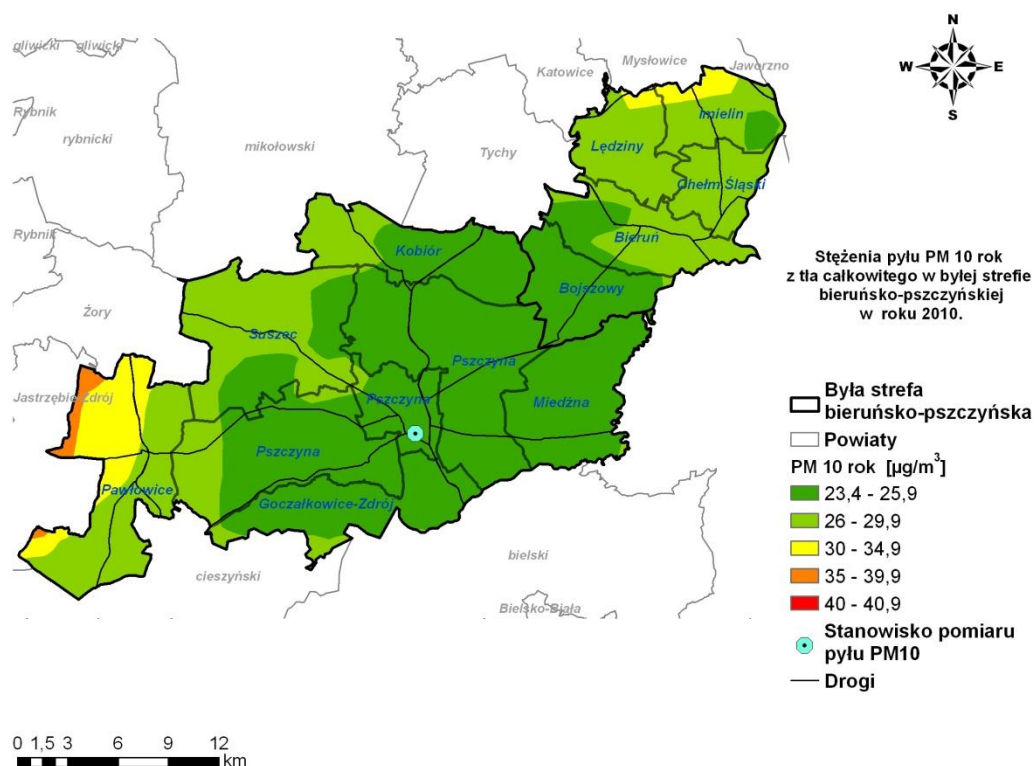 N
W E
S
gliwicki gliwicki
Mysłowice
Jaworzno
Katowice
Rybnik
rybnicki
mikołowski
Tychy
Imielin
Lędziny
Chełm Śląski
Rybnik
Kobiór
Bieruń
Stężenia pyłu PM 10 rok
z tła całkowitego w byłej strefie
bieruńsko-pszczyńskiej
w roku 2010.
Bojszowy
Żory
Suszec
Pszczyna
Jastrzębie-Zdrój
Pszczyna
Miedźna
Pszczyna
Pawłowice
Goczałkowice-Zdrój
cieszyński
bielski
Bielsko-Biała
Była strefa
bieruńsko-pszczyńska
Powiaty
PM 10 rok [µg/m³]
23,4 - 25,9
26 - 29,9
30 - 34,9
35 - 39,9
40 - 40,9
Stanowisko pomiaru
pyłu PM10
Drogi
0 1,5 3 6 9 12
km